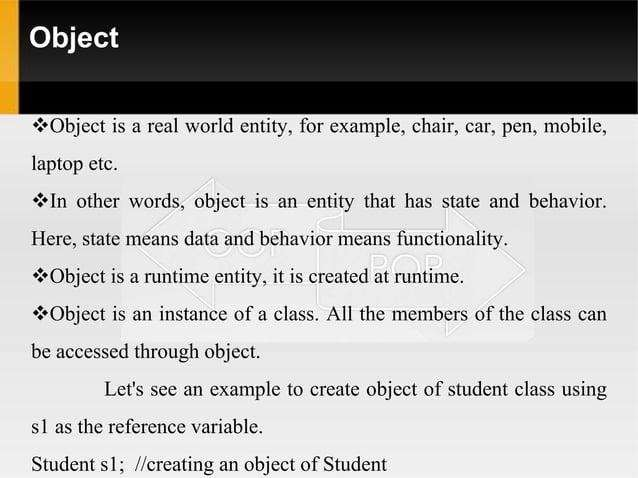 Object
❖Object is a real world entity, for example, chair, car, pen, mobile,
laptop etc.
❖In other words, object is an entity that has state and behavior.
Here, state means data and behavior means functionality.
❖Object is a runtime entity, it is created at runtime.
❖Object is an instance of a class. All the members of the class can
be accessed through object.
Let's see an example to create object of student class using
s1 as the reference variable.
Student s1; //creating an object of Student
OOP
POP